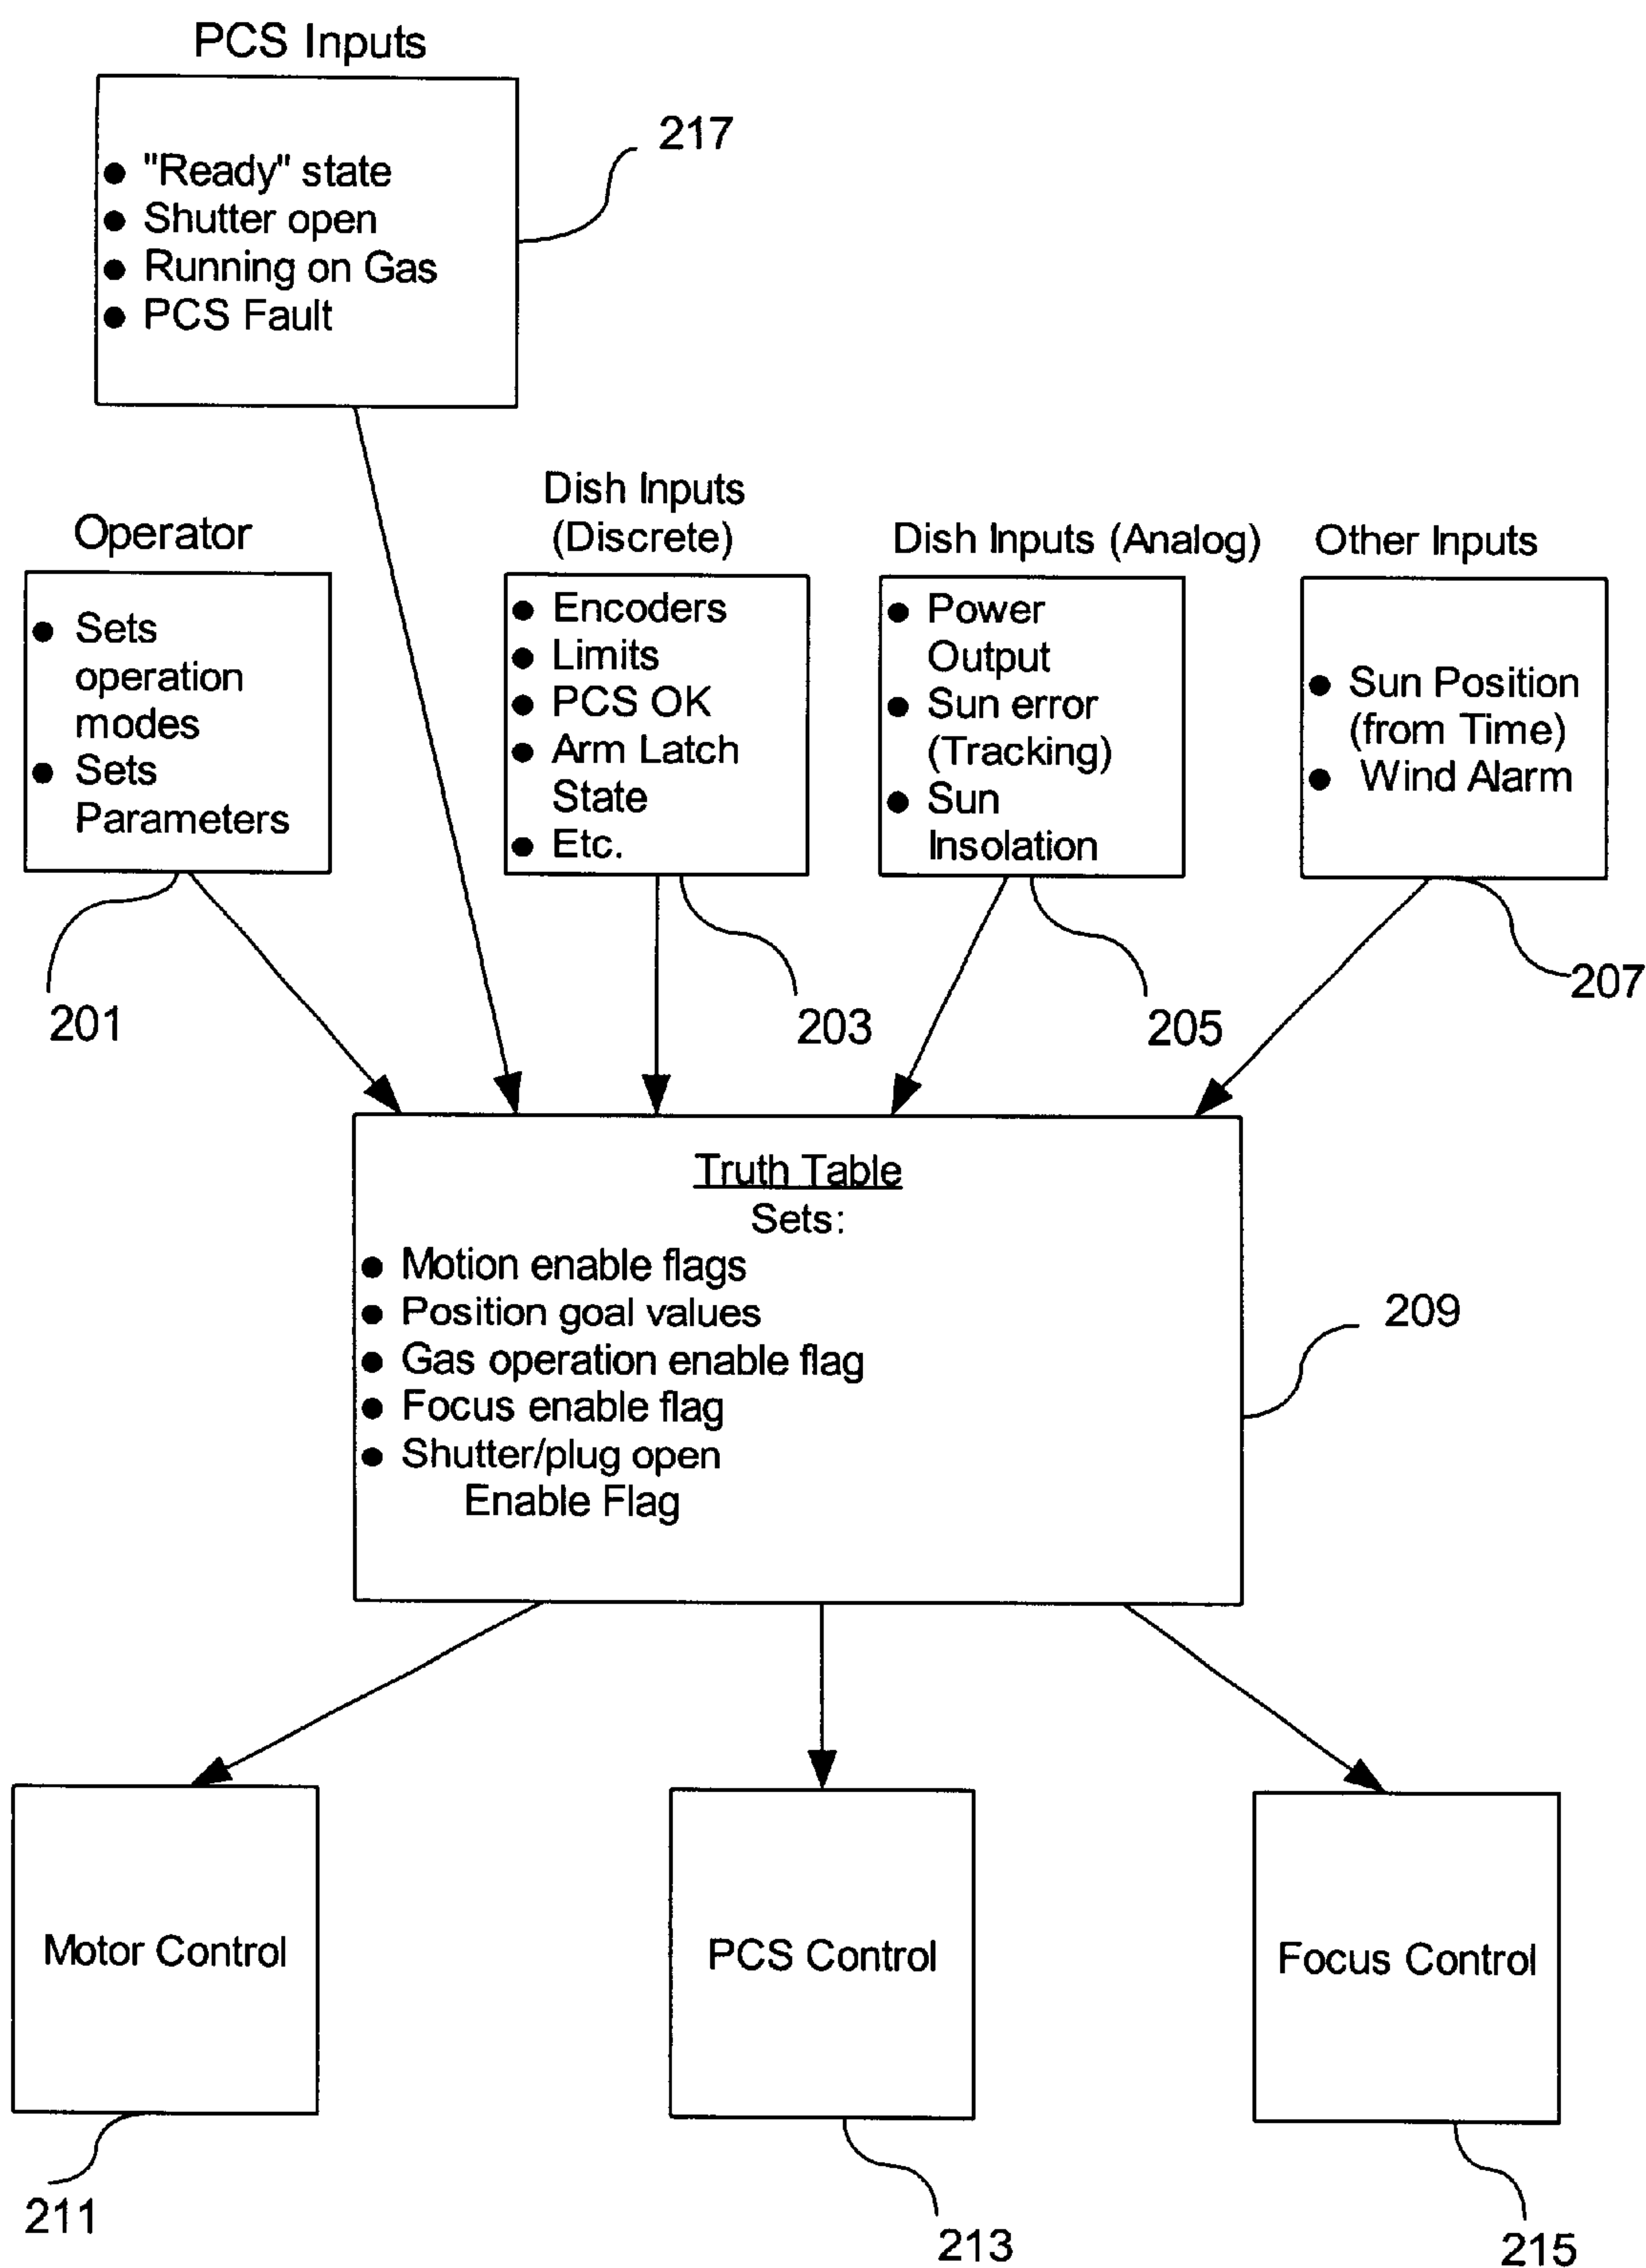 PCS Inputs
217
● "Ready" state
● Shutter open
● Running on Gas
● PCS Fault
Operator
● Sets
operation
modes
● Sets
Parameters
201
Dish Inputs
(Discrete)
● Encoders
● Limits
● PCS OK
● Arm Latch
State
● Etc.
203
Dish Inputs (Analog)
● Power
Output
● Sun error
(Tracking)
● Sun
Insolation
205
Other Inputs
● Sun Position
(from Time)
● Wind Alarm
207
Truth Table
Sets:
● Motion enable flags
● Position goal values
● Gas operation enable flag
● Focus enable flag
● Shutter/plug open
Enable Flag
209
Motor Control
211
PCS Control
213
Focus Control
215